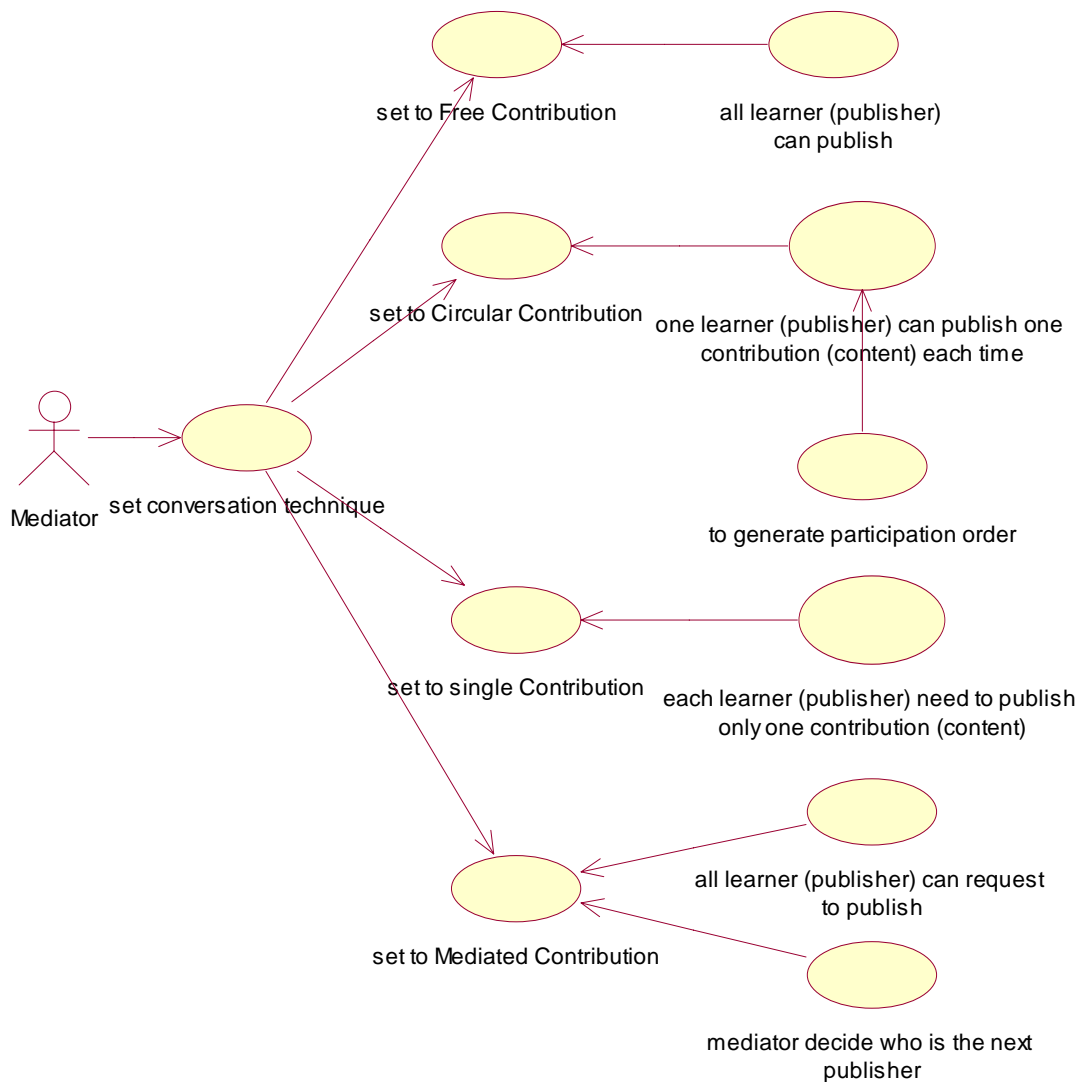 set to Free Contribution
all learner (publisher)
can publish
set to Circular Contribution
one learner (publisher) can publish one
contribution (content) each time
Mediator
set conversation technique
to generate participation order
set to single Contribution
each learner (publisher) need to publish
only one contribution (content)
all learner (publisher) can request
to publish
set to Mediated Contribution
mediator decide who is the next
publisher